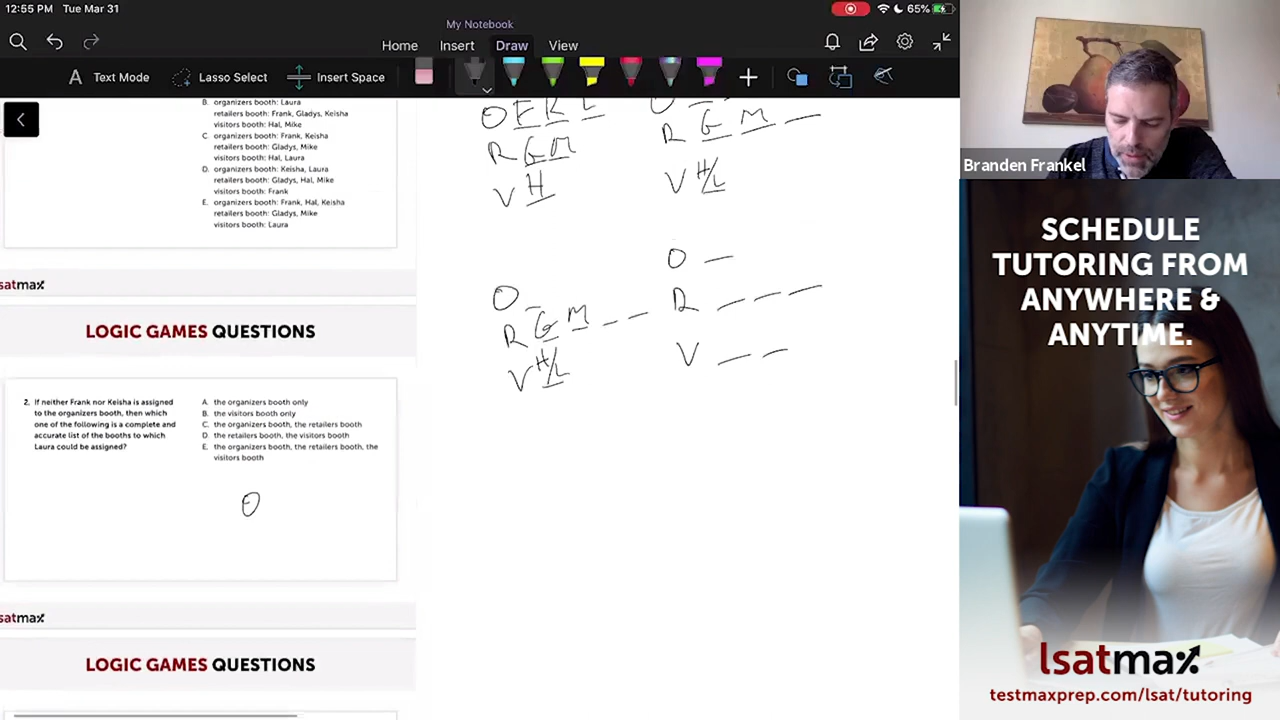 12:55 PM Tue Mar 31
65%
My Notebook
Home Insert Draw View
Text Mode Lasso Select Insert Space
B. organizers booth: Laura
retailers booth: Frank, Gladys, Keisha
visitors booth: Hal, Mike
C. organizers booth: Frank, Keisha
retailers booth: Gladys, Mike
visitors booth: Hal, Laura
D. organizers booth: Keisha, Laura
retailers booth: Gladys, Hal, Mike
visitors booth: Frank
E. organizers booth: Frank, Hal, Keisha
retailers booth: Gladys, Mike
visitors booth: Laura
satmax
LOGIC GAMES QUESTIONS
2. If neither Frank nor Keisha is assigned
to the organizers booth, then which
one of the following is a complete and
accurate list of the booths to which
Laura could be assigned?
A. the organizers booth only
B. the visitors booth only
C. the organizers booth, the retailers booth
D. the retailers booth, the visitors booth
E. the organizers booth, the retailers booth, the
visitors booth
O
satmax
LOGIC GAMES QUESTIONS
O F K L
R G M
V H
O
R G M
V H/L
O
R G M
V H/L
O
R
V
Branden Frankel
SCHEDULE
TUTORING FROM
ANYWHERE &
ANYTIME.
lsatmax
testmaxprep.com/lsat/tutoring